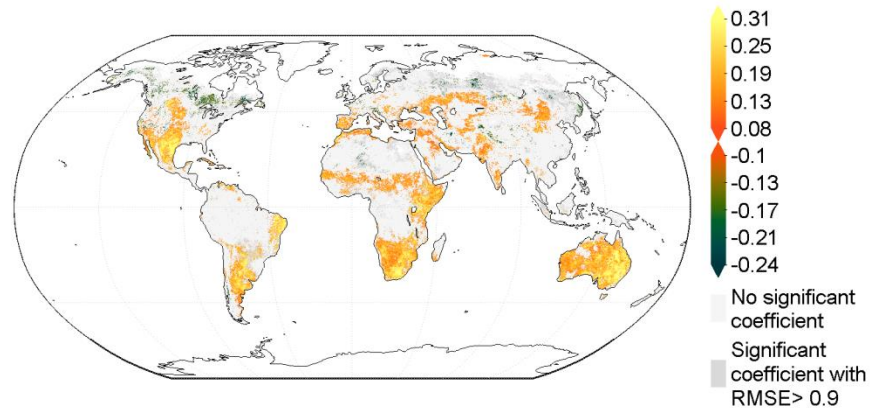 0.31
0.25
0.19
0.13
0.08
-0.1
-0.13
-0.17
-0.21
-0.24
No significant
coefficient
Significant
coefficient with
RMSE> 0.9